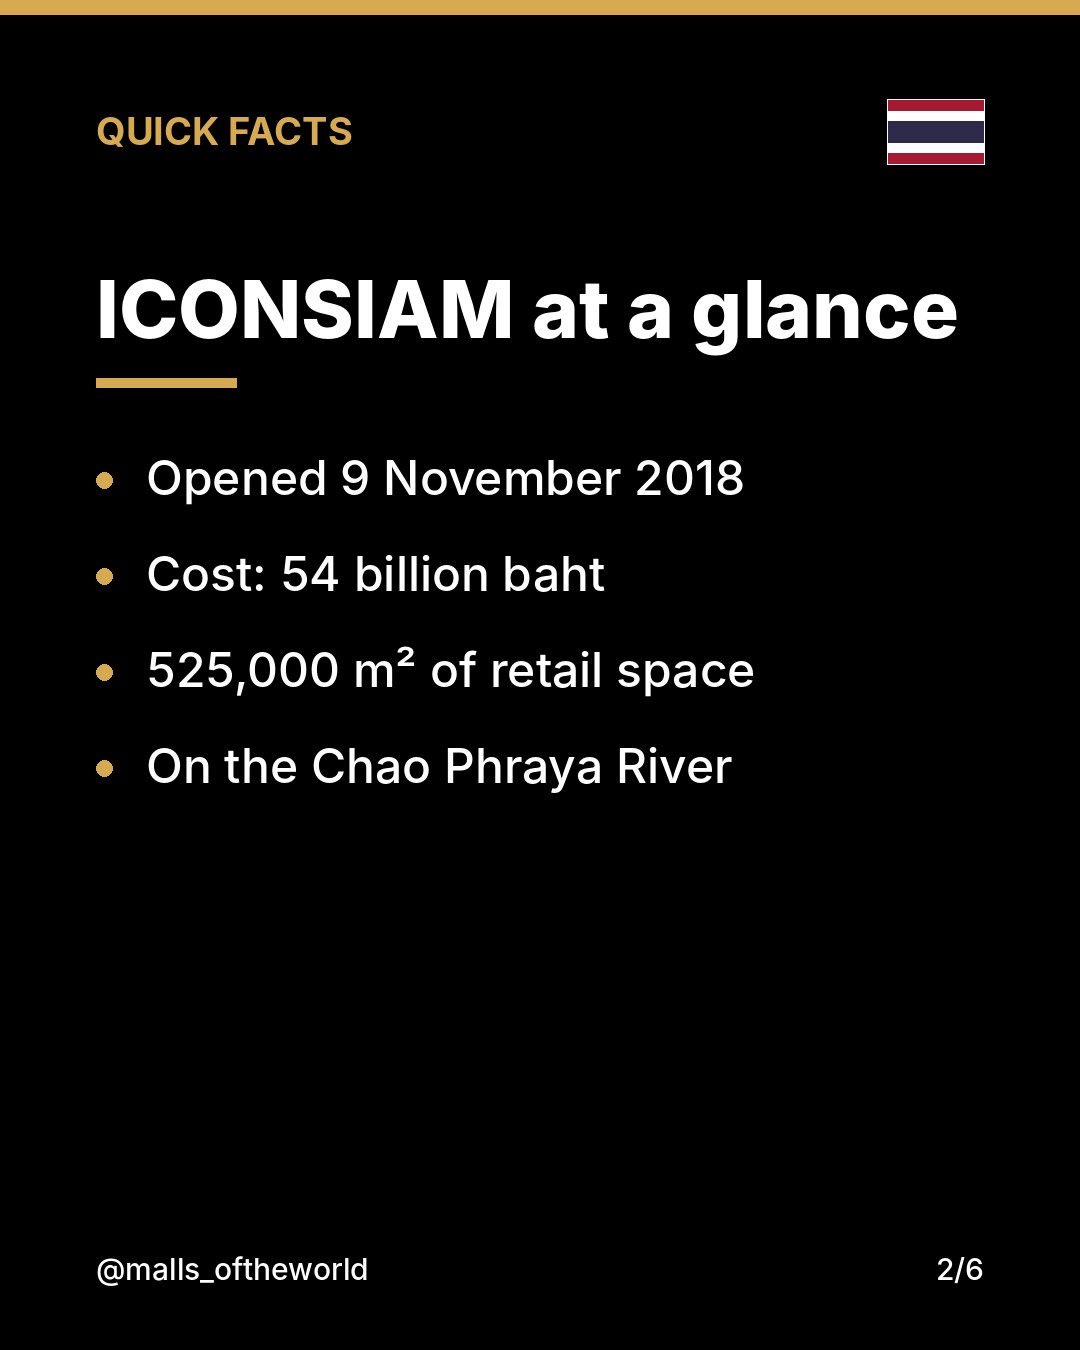 QUICK FACTS
ICONSIAM at a glance
Opened 9 November 2018
Cost: 54 billion baht
525,000 m² of retail space
On the Chao Phraya River
@malls_oftheworld
2/6